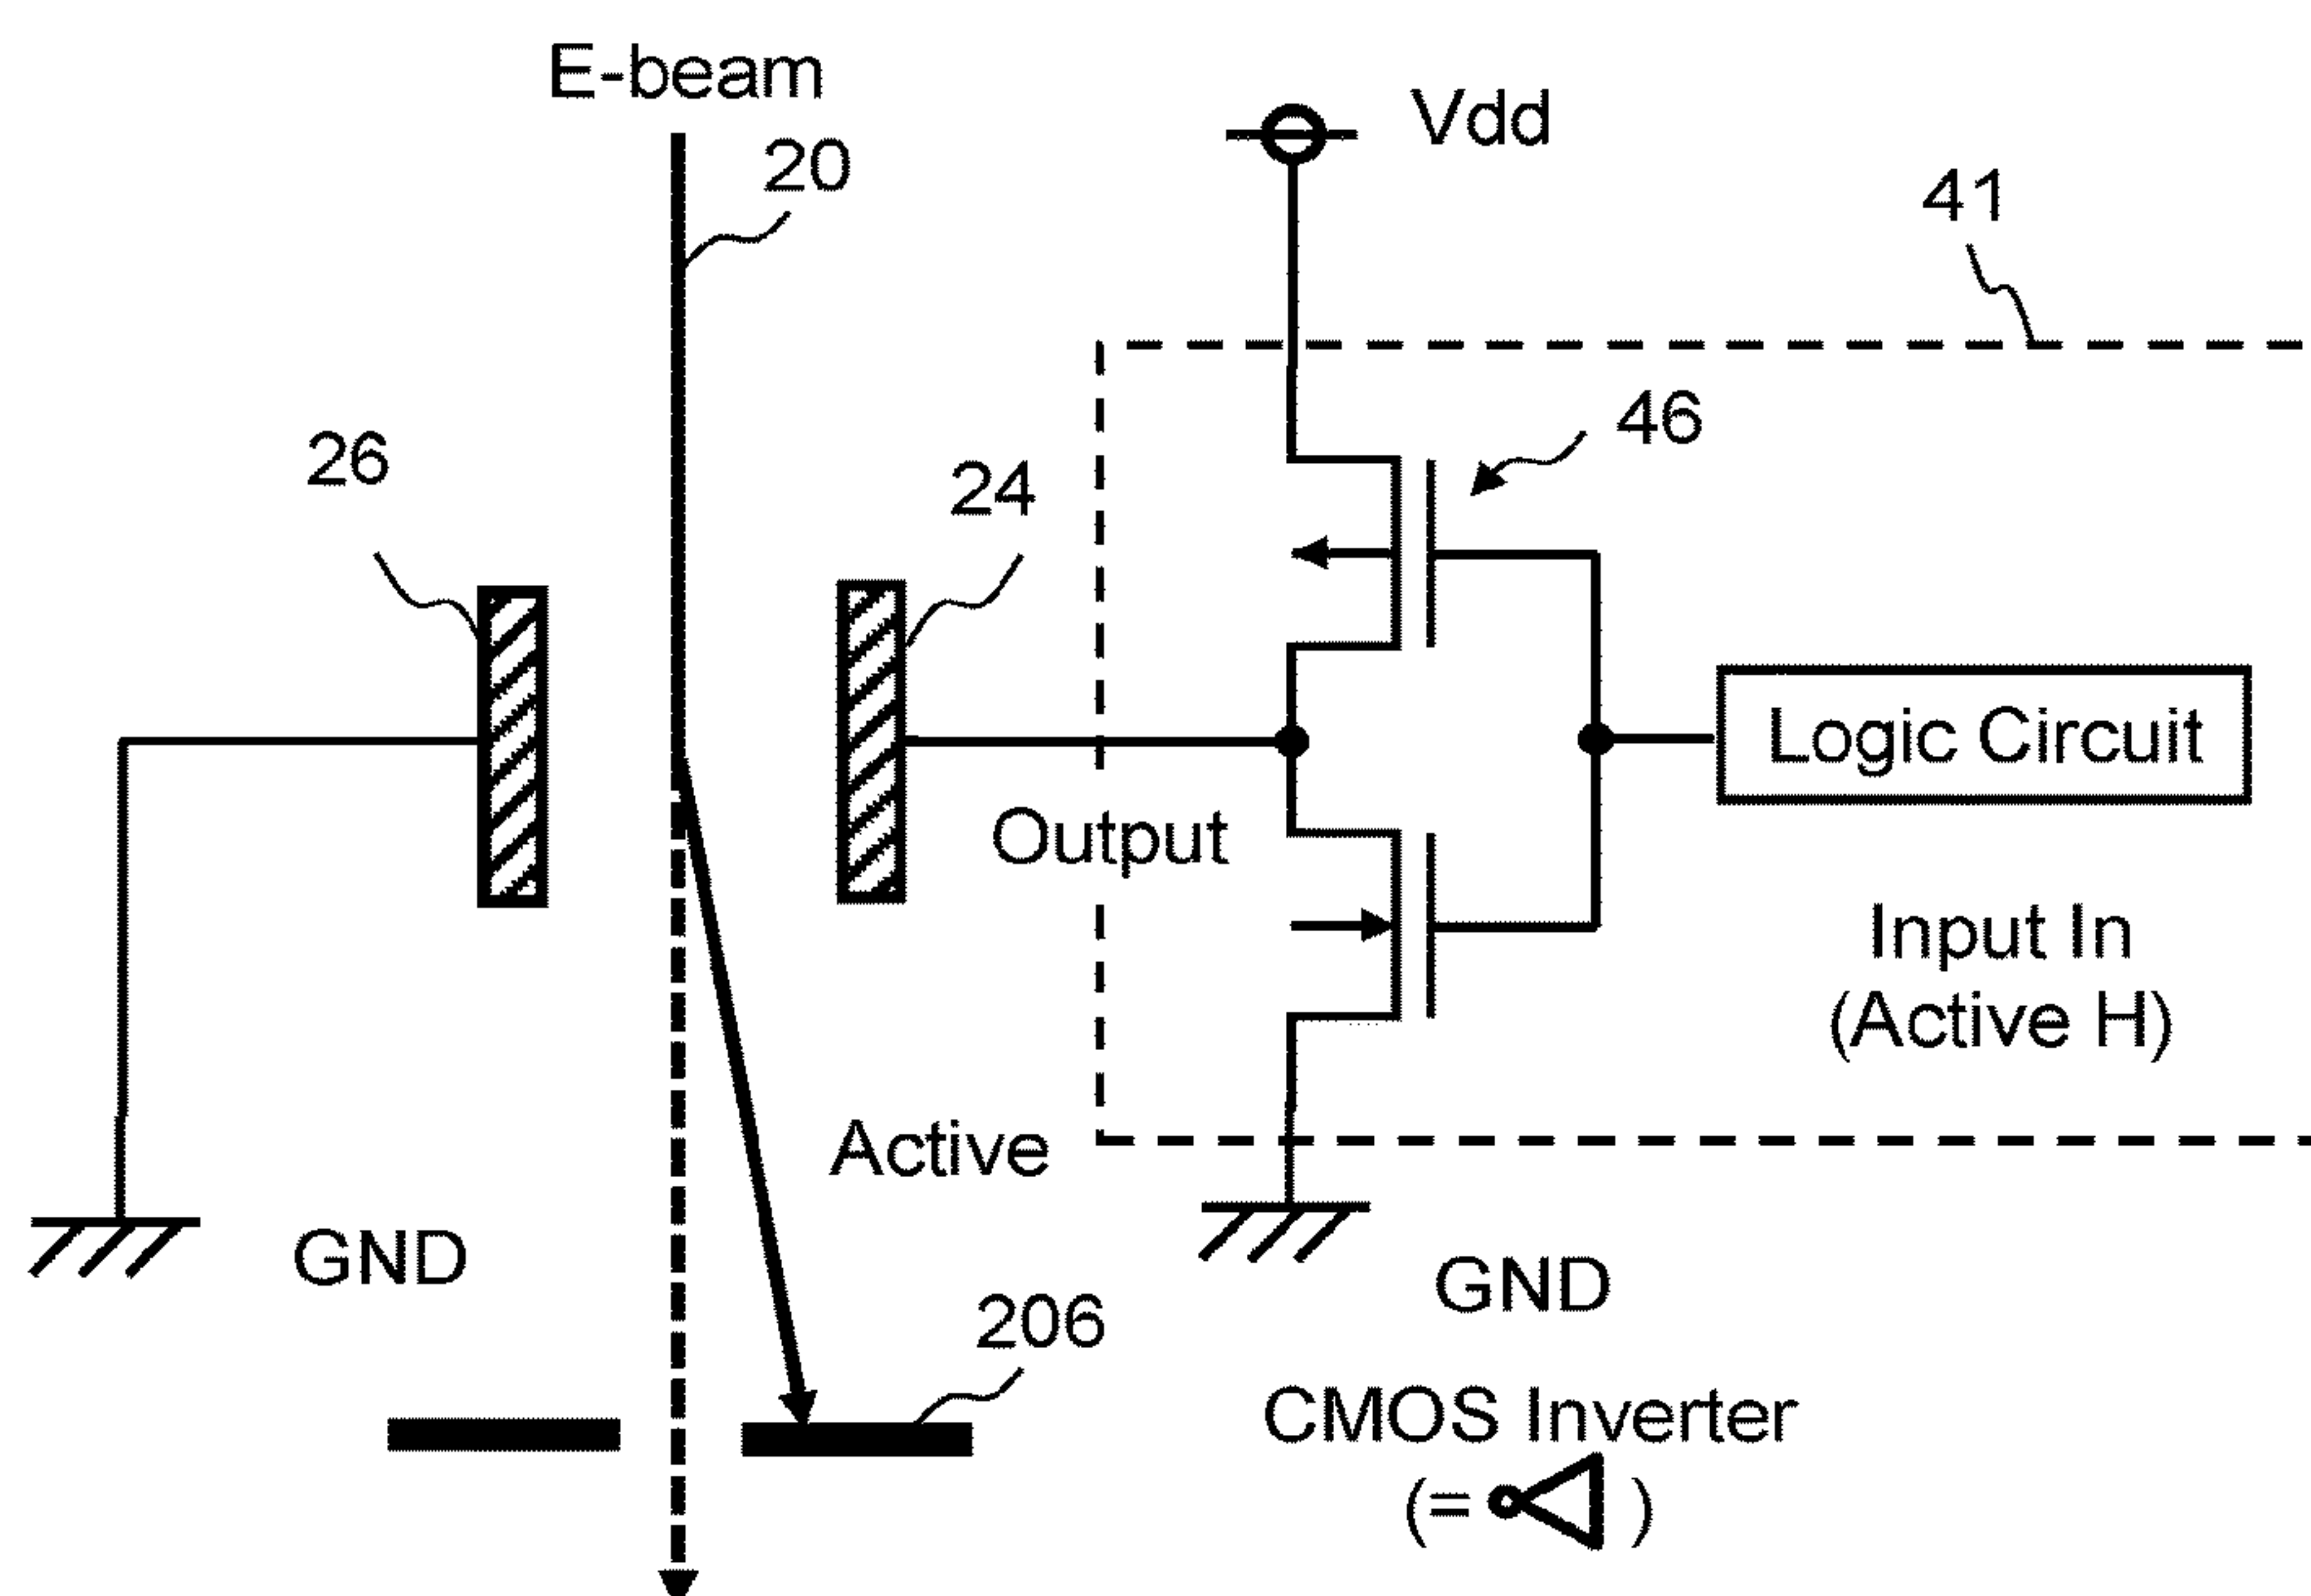 E-beam
20
Vdd
41
46
26
24
Logic Circuit
Output
Input In
(Active H)
Active
GND
GND
206
CMOS Inverter
(= )